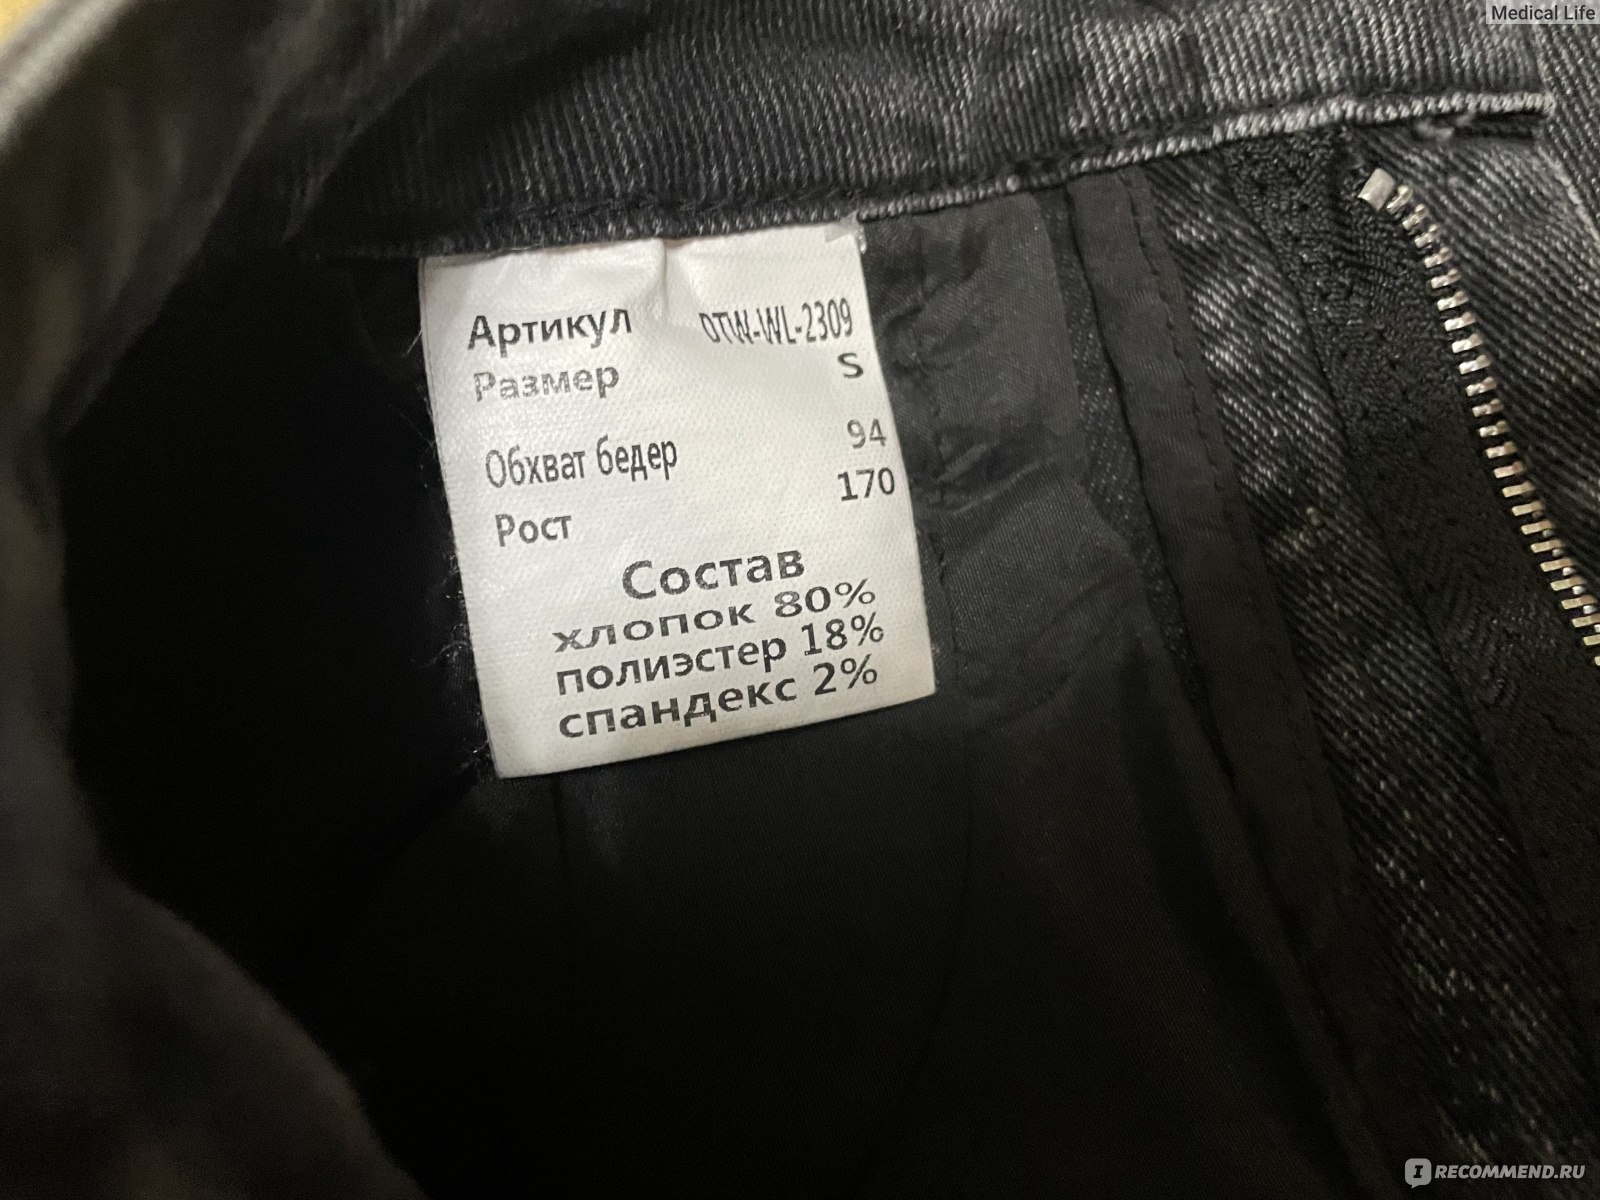 Medical Life
Артикул DTW-WL-2309
Размер S
Обхват бедер 94
Рост 170
Состав
хлопок 80%
полиэстер 18%
спандекс 2%
I RECOMMEND.RU